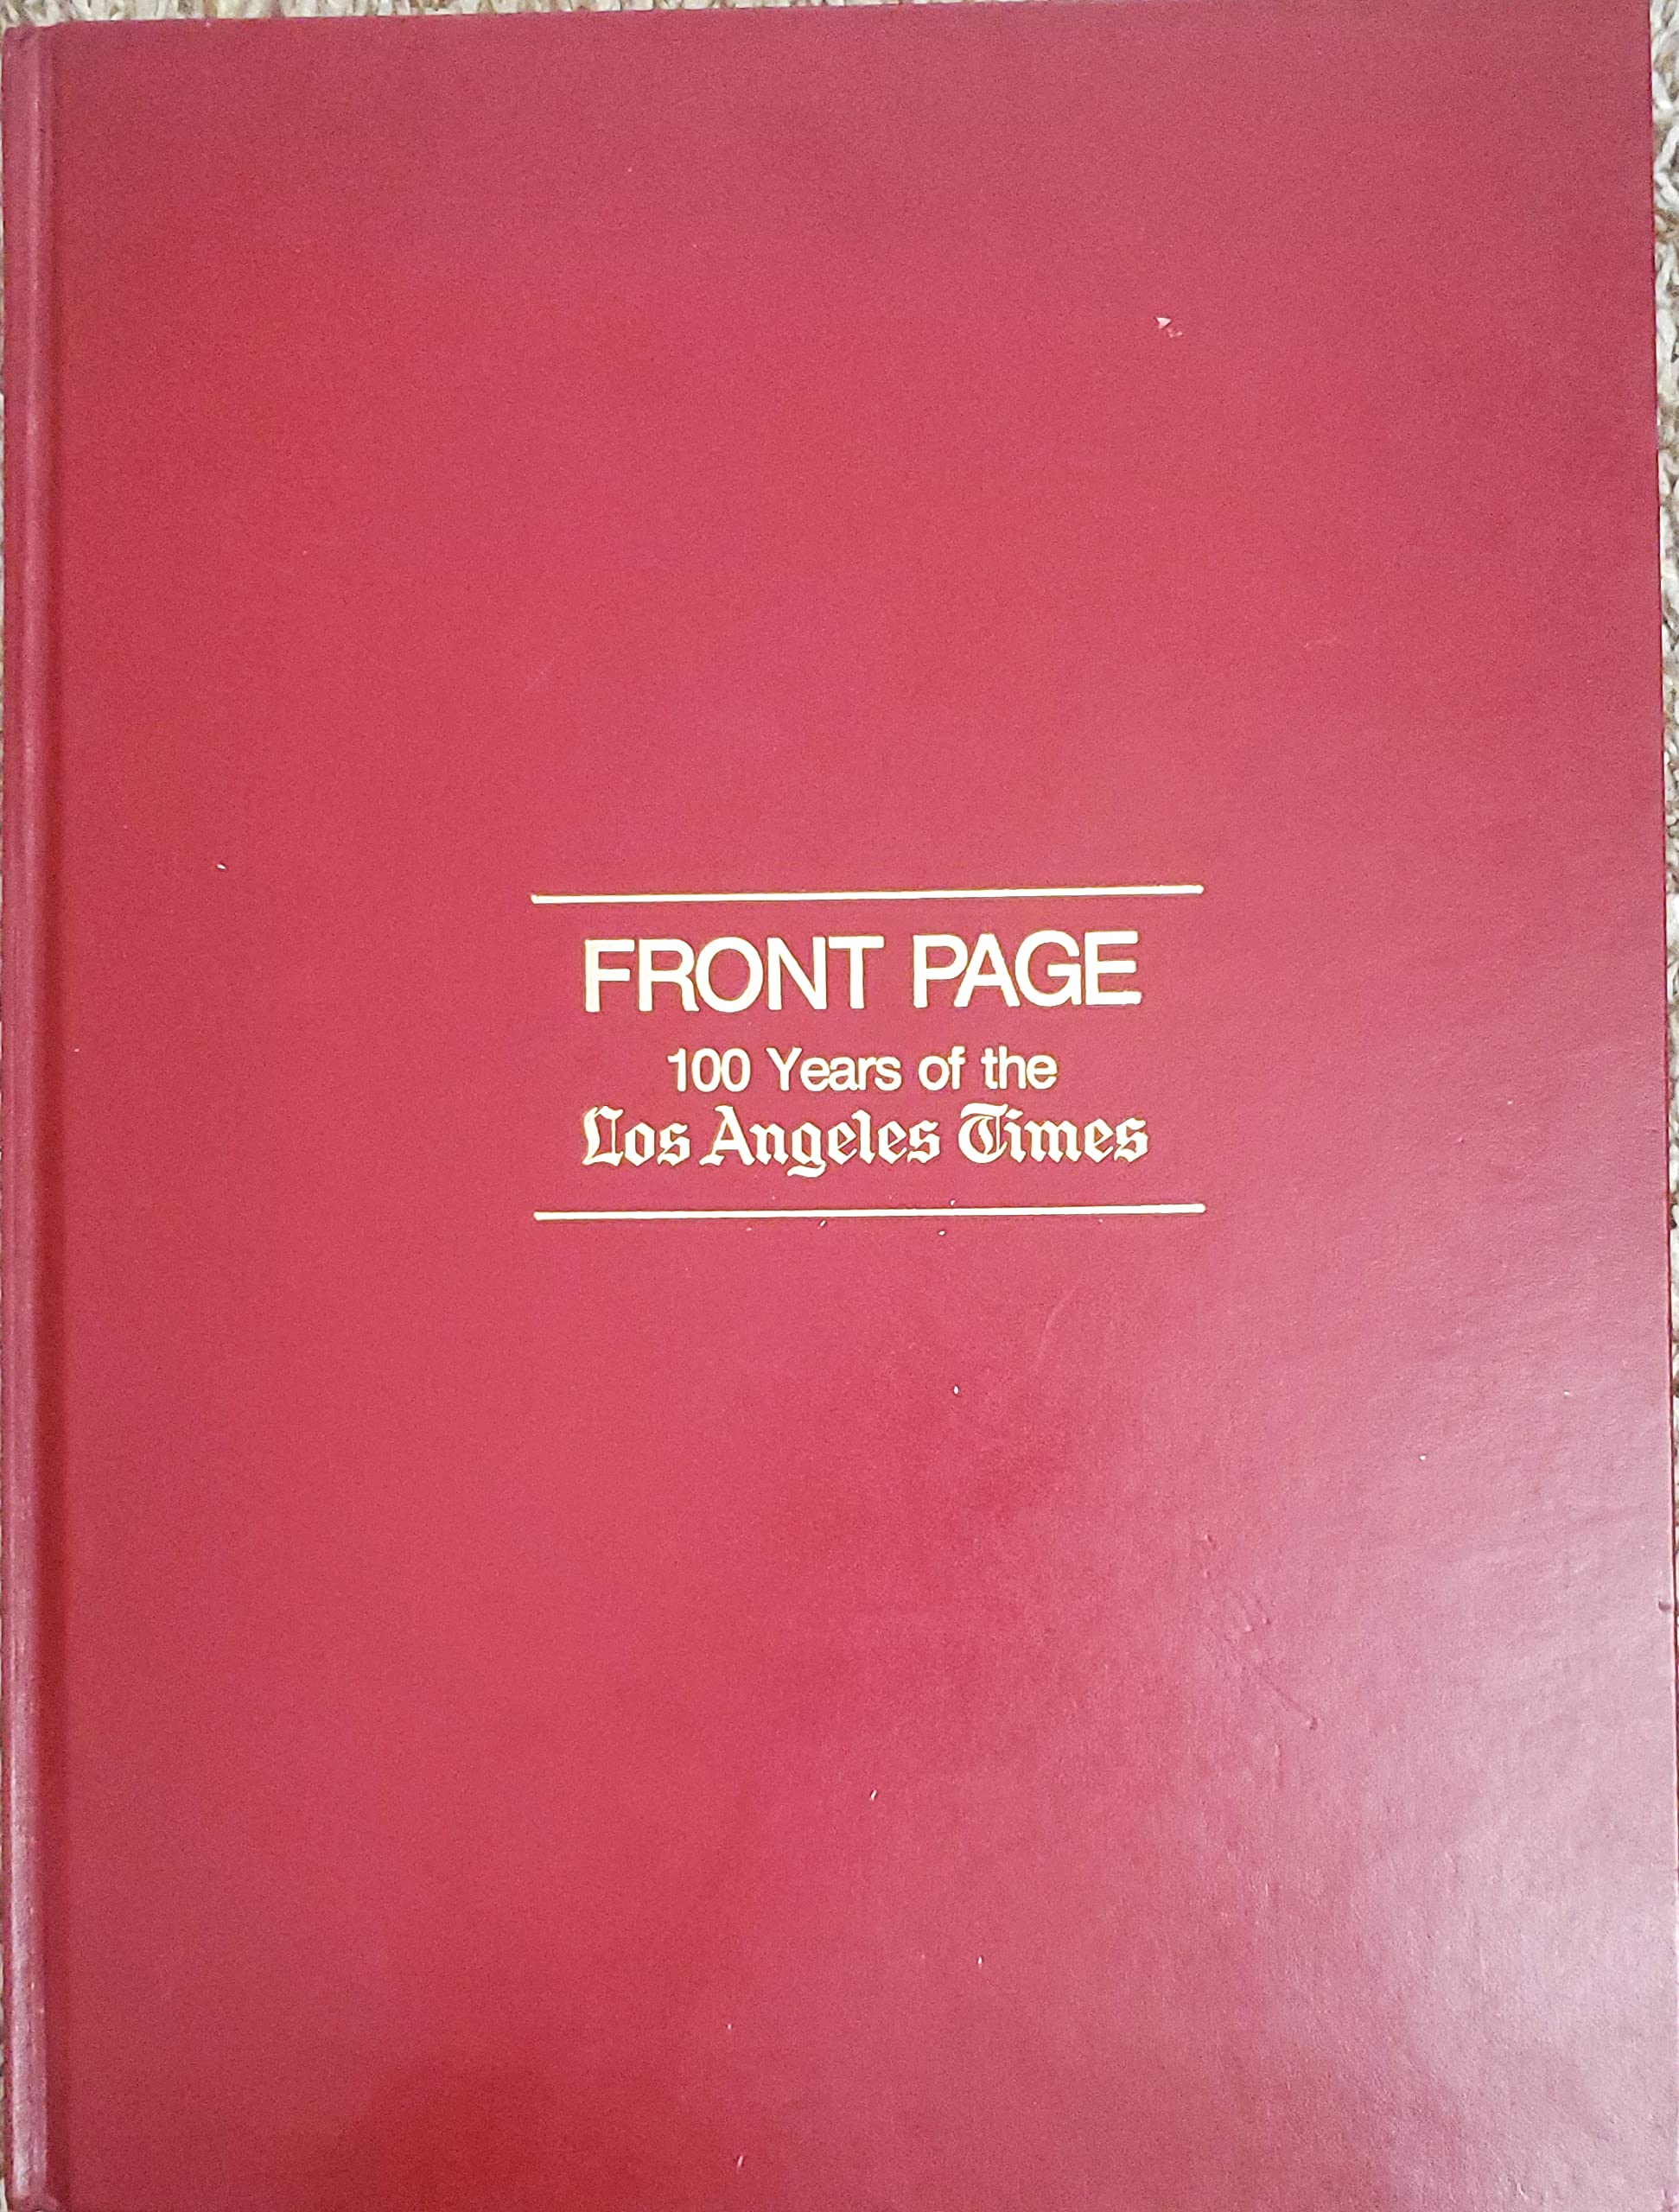 FRONT PAGE
100 Years of the
Los Angeles Times